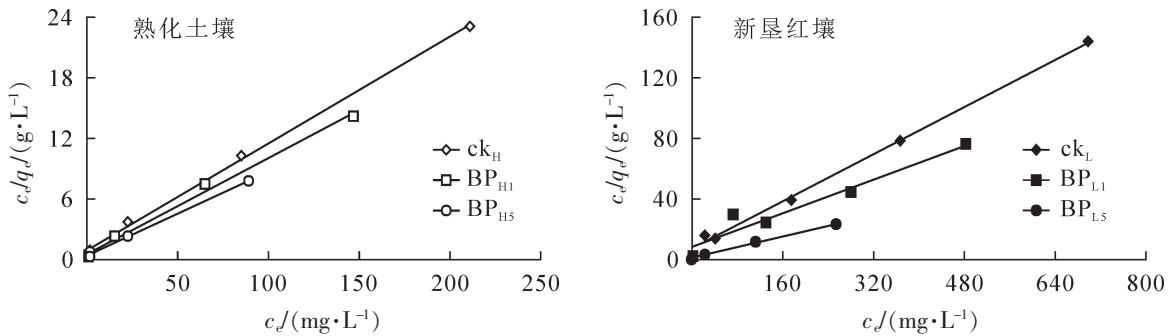 熟化土壤
24
18
12
6
0
c_e/q_e/(g·L⁻¹)
ck_H
BP_H1
BP_H5
50
100
150
200
250
c_e/(mg·L⁻¹)
新垦红壤
160
120
80
40
0
c_e/q_e/(g·L⁻¹)
ck_L
BP_L1
BP_L5
160
320
480
640
800
c_e/(mg·L⁻¹)